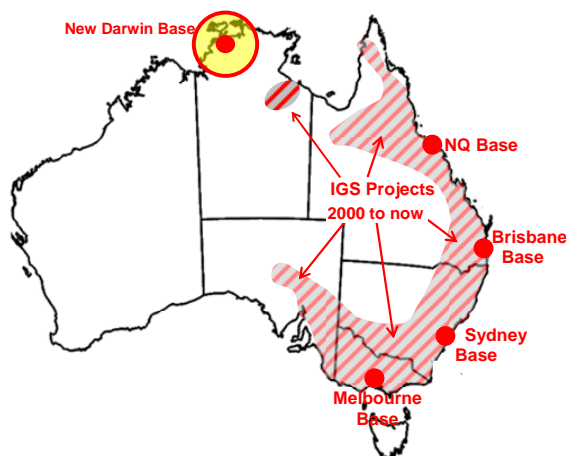 New Darwin Base
NQ Base
IGS Projects
2000 to now
Brisbane
Base
Sydney
Base
Melbourne
Base